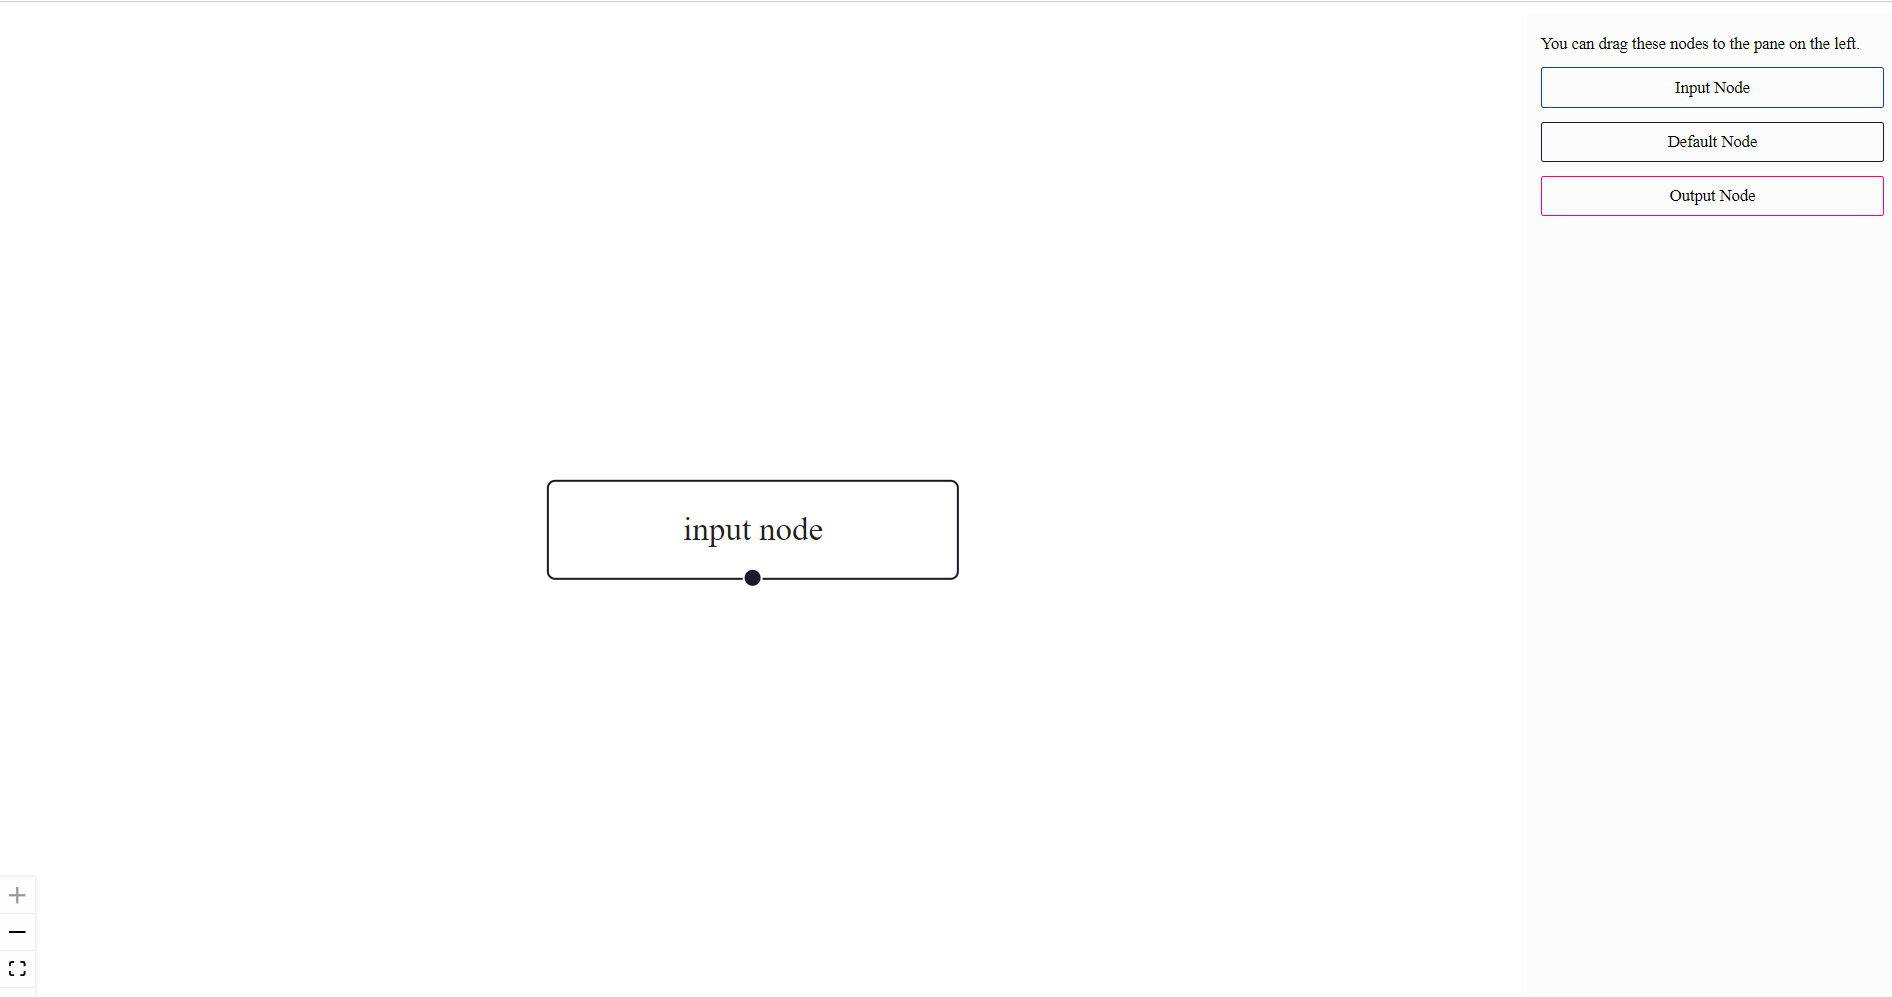 You can drag these nodes to the pane on the left.
Input Node
Default Node
Output Node
input node